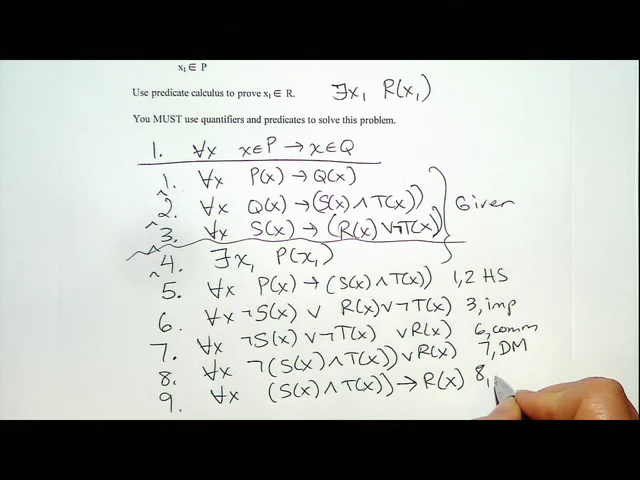 x₁ ∈ P
Use predicate calculus to prove x₁ ∈ R. ∃x₁ R(x₁)
You MUST use quantifiers and predicates to solve this problem.
1. ∀x x∈P → x∈Q
1. ∀x P(x) → Q(x)
2. ∀x Q(x) → (S(x) ∧ T(x))
3. ∀x S(x) → (R(x) ∨ ¬T(x)) } Given
4. ∃x₁ P(x₁)
5. ∀x P(x) → (S(x) ∧ T(x)) 1,2 HS
6. ∀x ¬S(x) ∨ R(x) ∨ ¬T(x) 3, imp
7. ∀x ¬S(x) ∨ ¬T(x) ∨ R(x) 6, comm
8. ∀x ¬(S(x) ∧ T(x)) ∨ R(x) 7, DM
9. ∀x (S(x) ∧ T(x)) → R(x) 8,